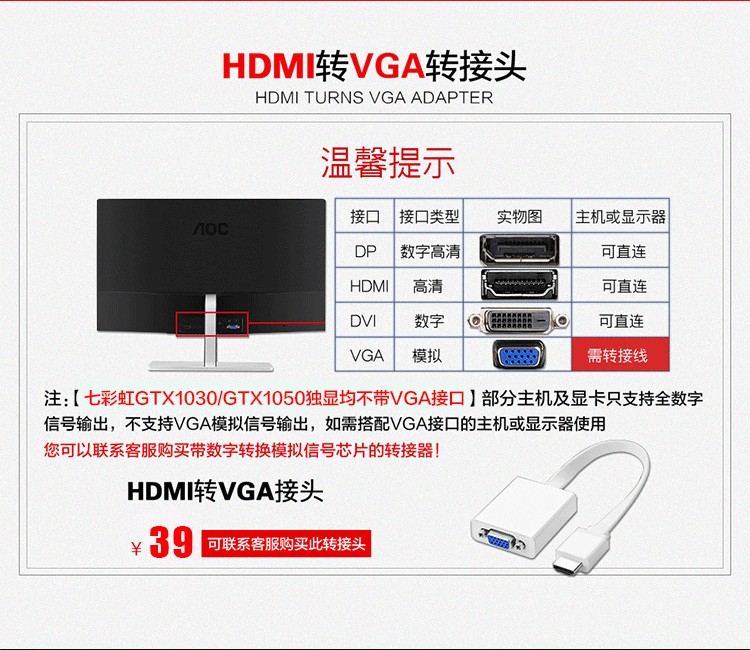 HDMI转VGA转接头
HDMI TURNS VGA ADAPTER
温馨提示
AOC
接口 接口类型 实物图 主机或显示器
DP 数字高清 可直连
HDMI 高清 可直连
DVI 数字 可直连
VGA 模拟 需转接线
注:【七彩虹GTX1030/GTX1050独显均不带VGA接口】部分主机及显卡只支持全数字
信号输出，不支持VGA模拟信号输出，如需搭配VGA接口的主机或显示器使用
您可以联系客服购买带数字转换模拟信号芯片的转接器！
HDMI转VGA接头
¥ 39 可联系客服购买此转接头